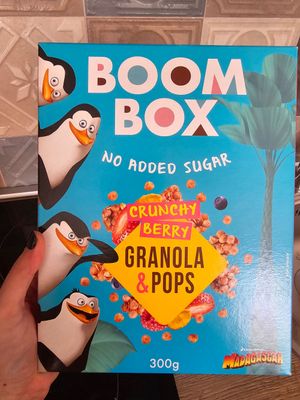 BOOM
BOX
NO ADDED SUGAR
CRUNCHY
BERRY
GRANOLA
& POPS
300g
MADAGASCAR